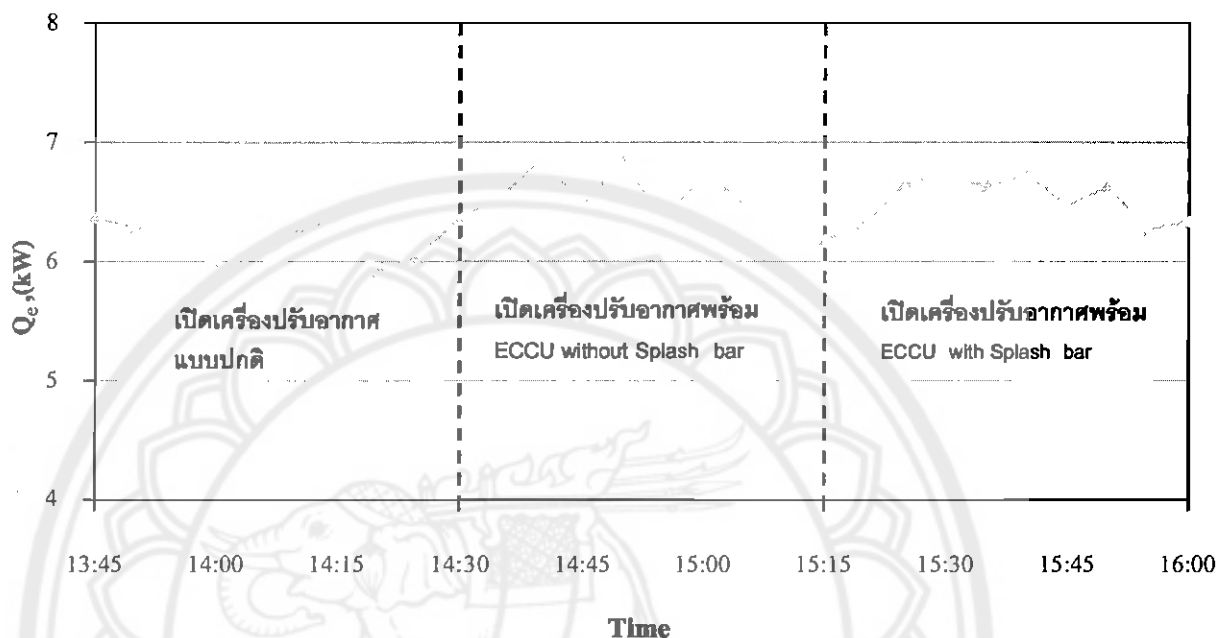 8
7
6
5
4
Qe,(kW)
เปิดเครื่องปรับอากาศ
แบบปกติ
เปิดเครื่องปรับอากาศพร้อม
ECCU without Splash bar
เปิดเครื่องปรับอากาศพร้อม
ECCU with Splash bar
13:45 14:00 14:15 14:30 14:45 15:00 15:15 15:30 15:45 16:00
Time